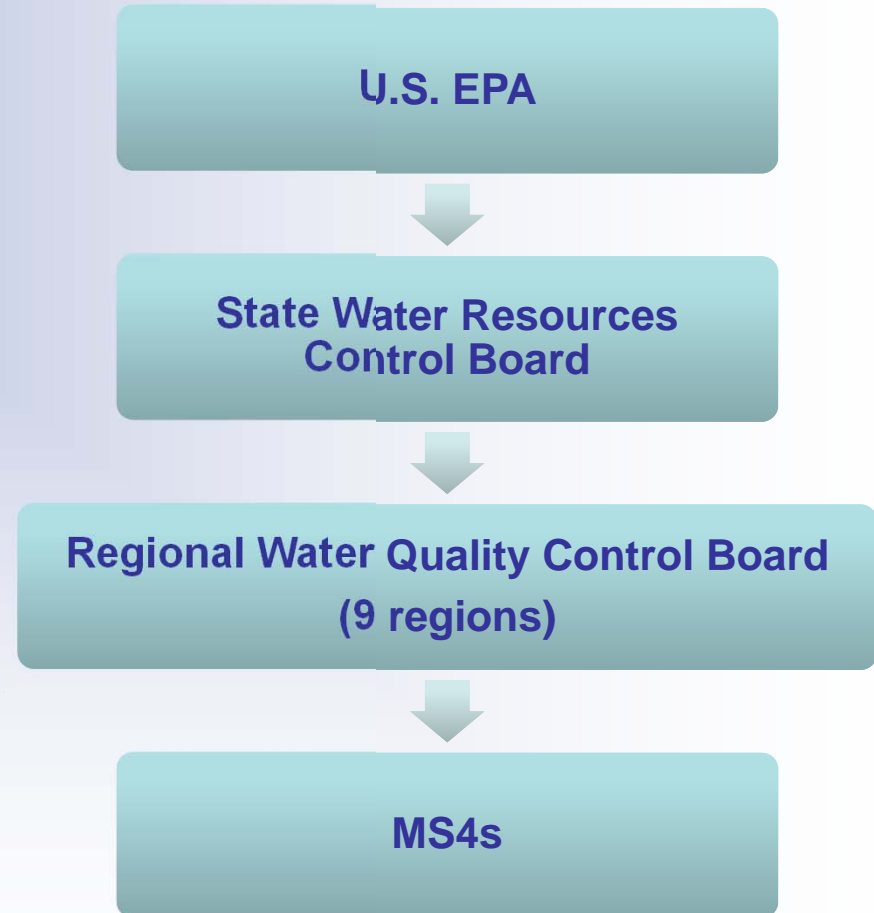 U.S. EPA
State Water Resources
Control Board
Regional Water Quality Control Board
(9 regions)
MS4s